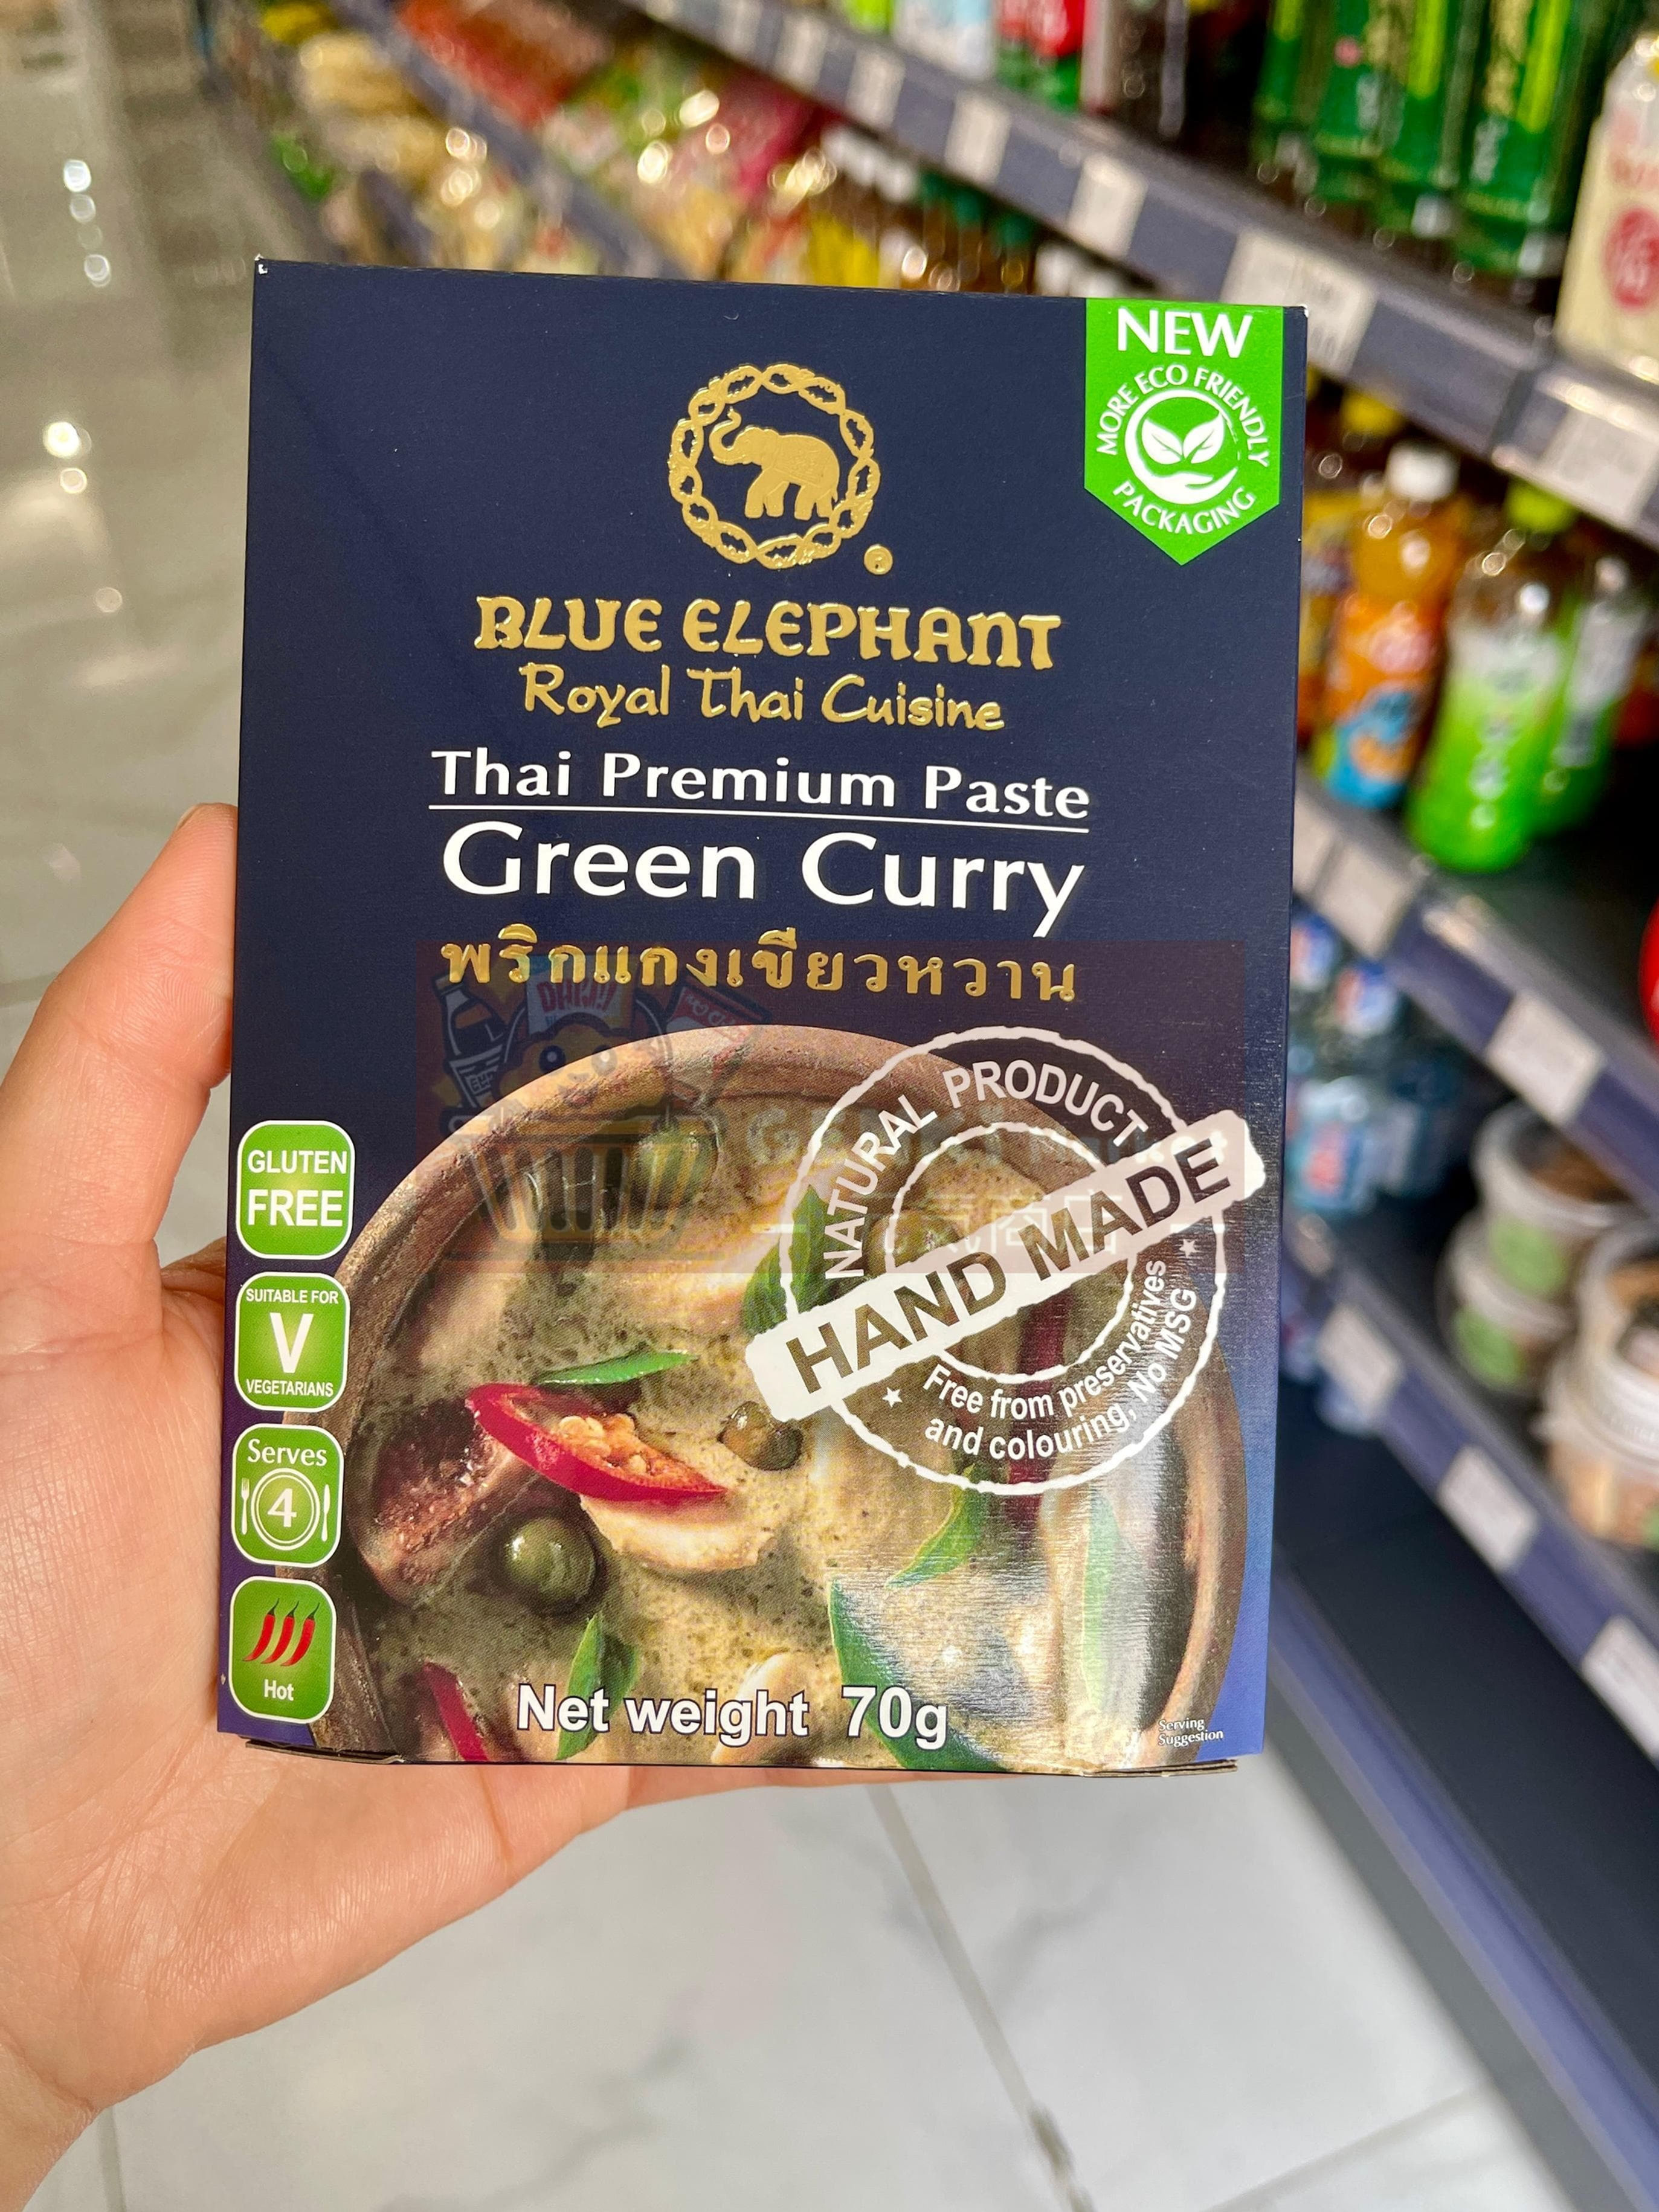 NEW
MORE ECO FRIENDLY
PACKAGING
BLUE ELEPHANT
Royal Thai Cuisine
Thai Premium Paste
Green Curry
พริกแกงเขียวหวาน
NATURAL PRODUCT
HAND MADE
Free from preservatives
and colouring, No MSG
GLUTEN
FREE
SUITABLE FOR
V
VEGETARIANS
Serves
4
Hot
Net weight 70g
Serving
Suggestion